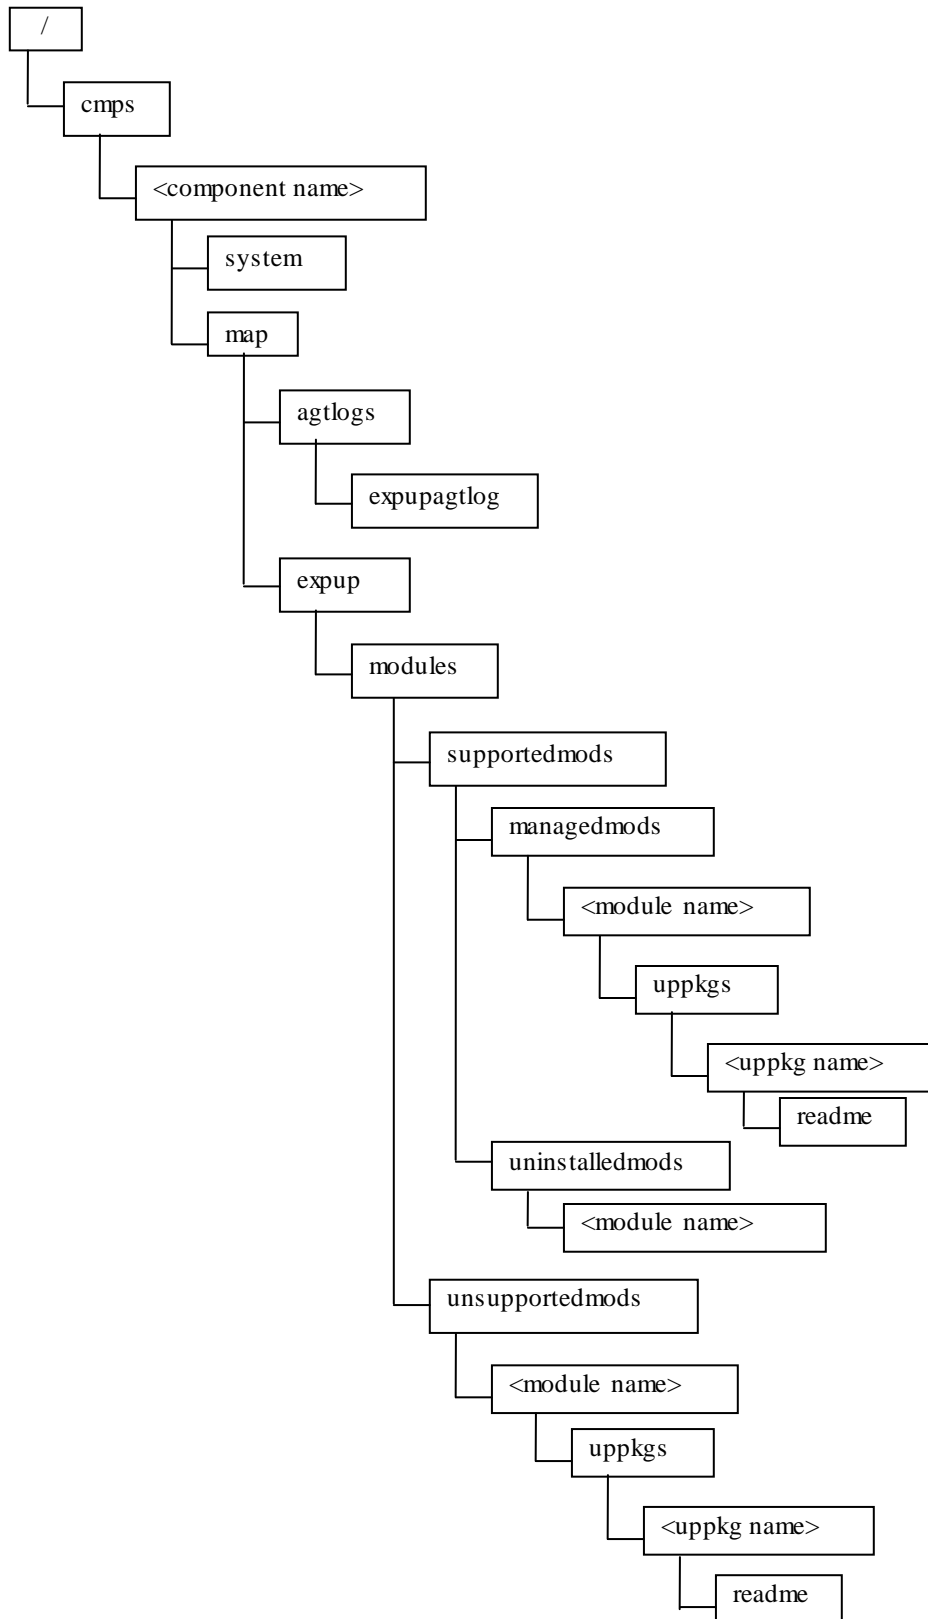 /
cmps
<component name>
system
map
agtlogs
expupagtlog
expup
modules
supportedmods
managedmods
<module name>
uppkgs
<uppkg name>
readme
uninstalledmods
<module name>
unsupportedmods
<module name>
uppkgs
<uppkg name>
readme